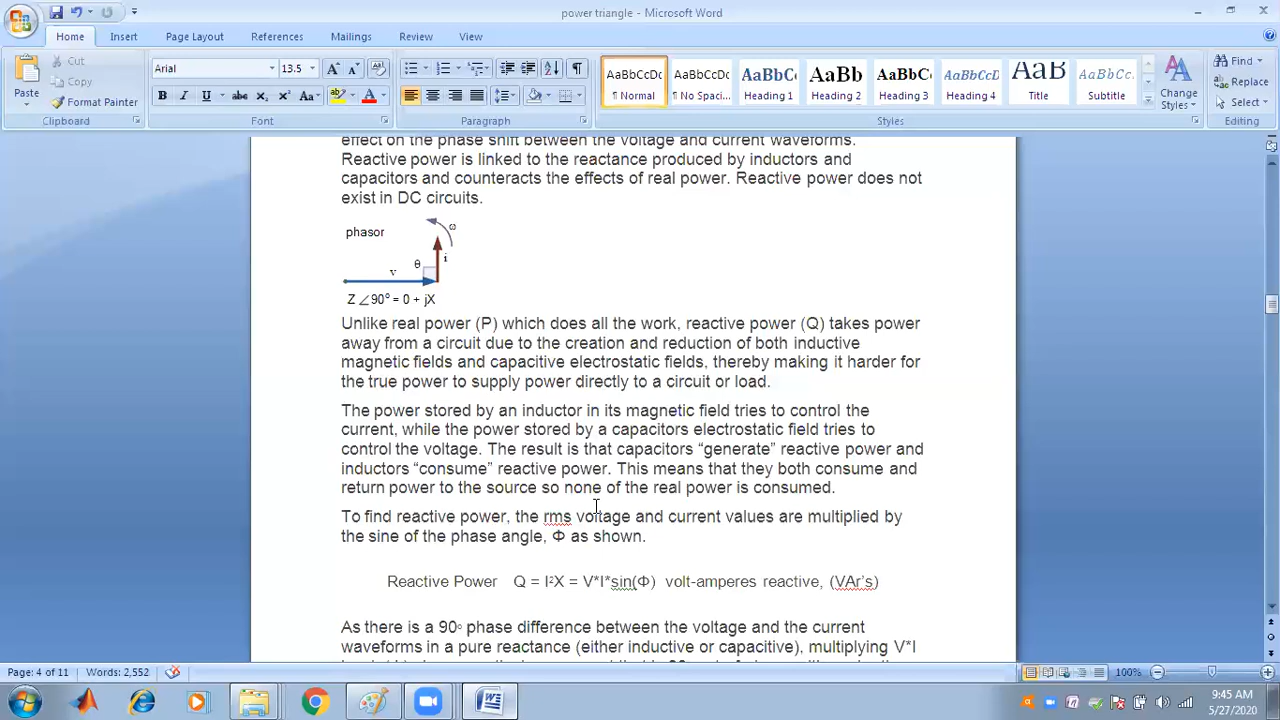 power triangle - Microsoft Word
Home Insert Page Layout References Mailings Review View
Paste
Cut
Copy
Format Painter
Clipboard
Arial 13.5
Font
Paragraph
AaBbCcDc AaBbCcDc AaBbC AaBb AaBbC AaBbCcD AaB AaBbCcD
¶ Normal ¶ No Spaci... Heading 1 Heading 2 Heading 3 Heading 4 Title Subtitle
Change Styles
Styles
Find
Replace
Select
Editing
effect on the phase shift between the voltage and current waveforms.
Reactive power is linked to the reactance produced by inductors and
capacitors and counteracts the effects of real power. Reactive power does not
exist in DC circuits.
phasor
ω
θ
i
v
Z ∠90° = 0 + jX
Unlike real power (P) which does all the work, reactive power (Q) takes power
away from a circuit due to the creation and reduction of both inductive
magnetic fields and capacitive electrostatic fields, thereby making it harder for
the true power to supply power directly to a circuit or load.
The power stored by an inductor in its magnetic field tries to control the
current, while the power stored by a capacitors electrostatic field tries to
control the voltage. The result is that capacitors “generate” reactive power and
inductors “consume” reactive power. This means that they both consume and
return power to the source so none of the real power is consumed.
To find reactive power, the rms voltage and current values are multiplied by
the sine of the phase angle, Φ as shown.
Reactive Power Q = I²X = V*I*sin(Φ) volt-amperes reactive, (VAr’s)
As there is a 90° phase difference between the voltage and the current
waveforms in a pure reactance (either inductive or capacitive), multiplying V*I
Page: 4 of 11 Words: 2,552 100%
9:45 AM
5/27/2020